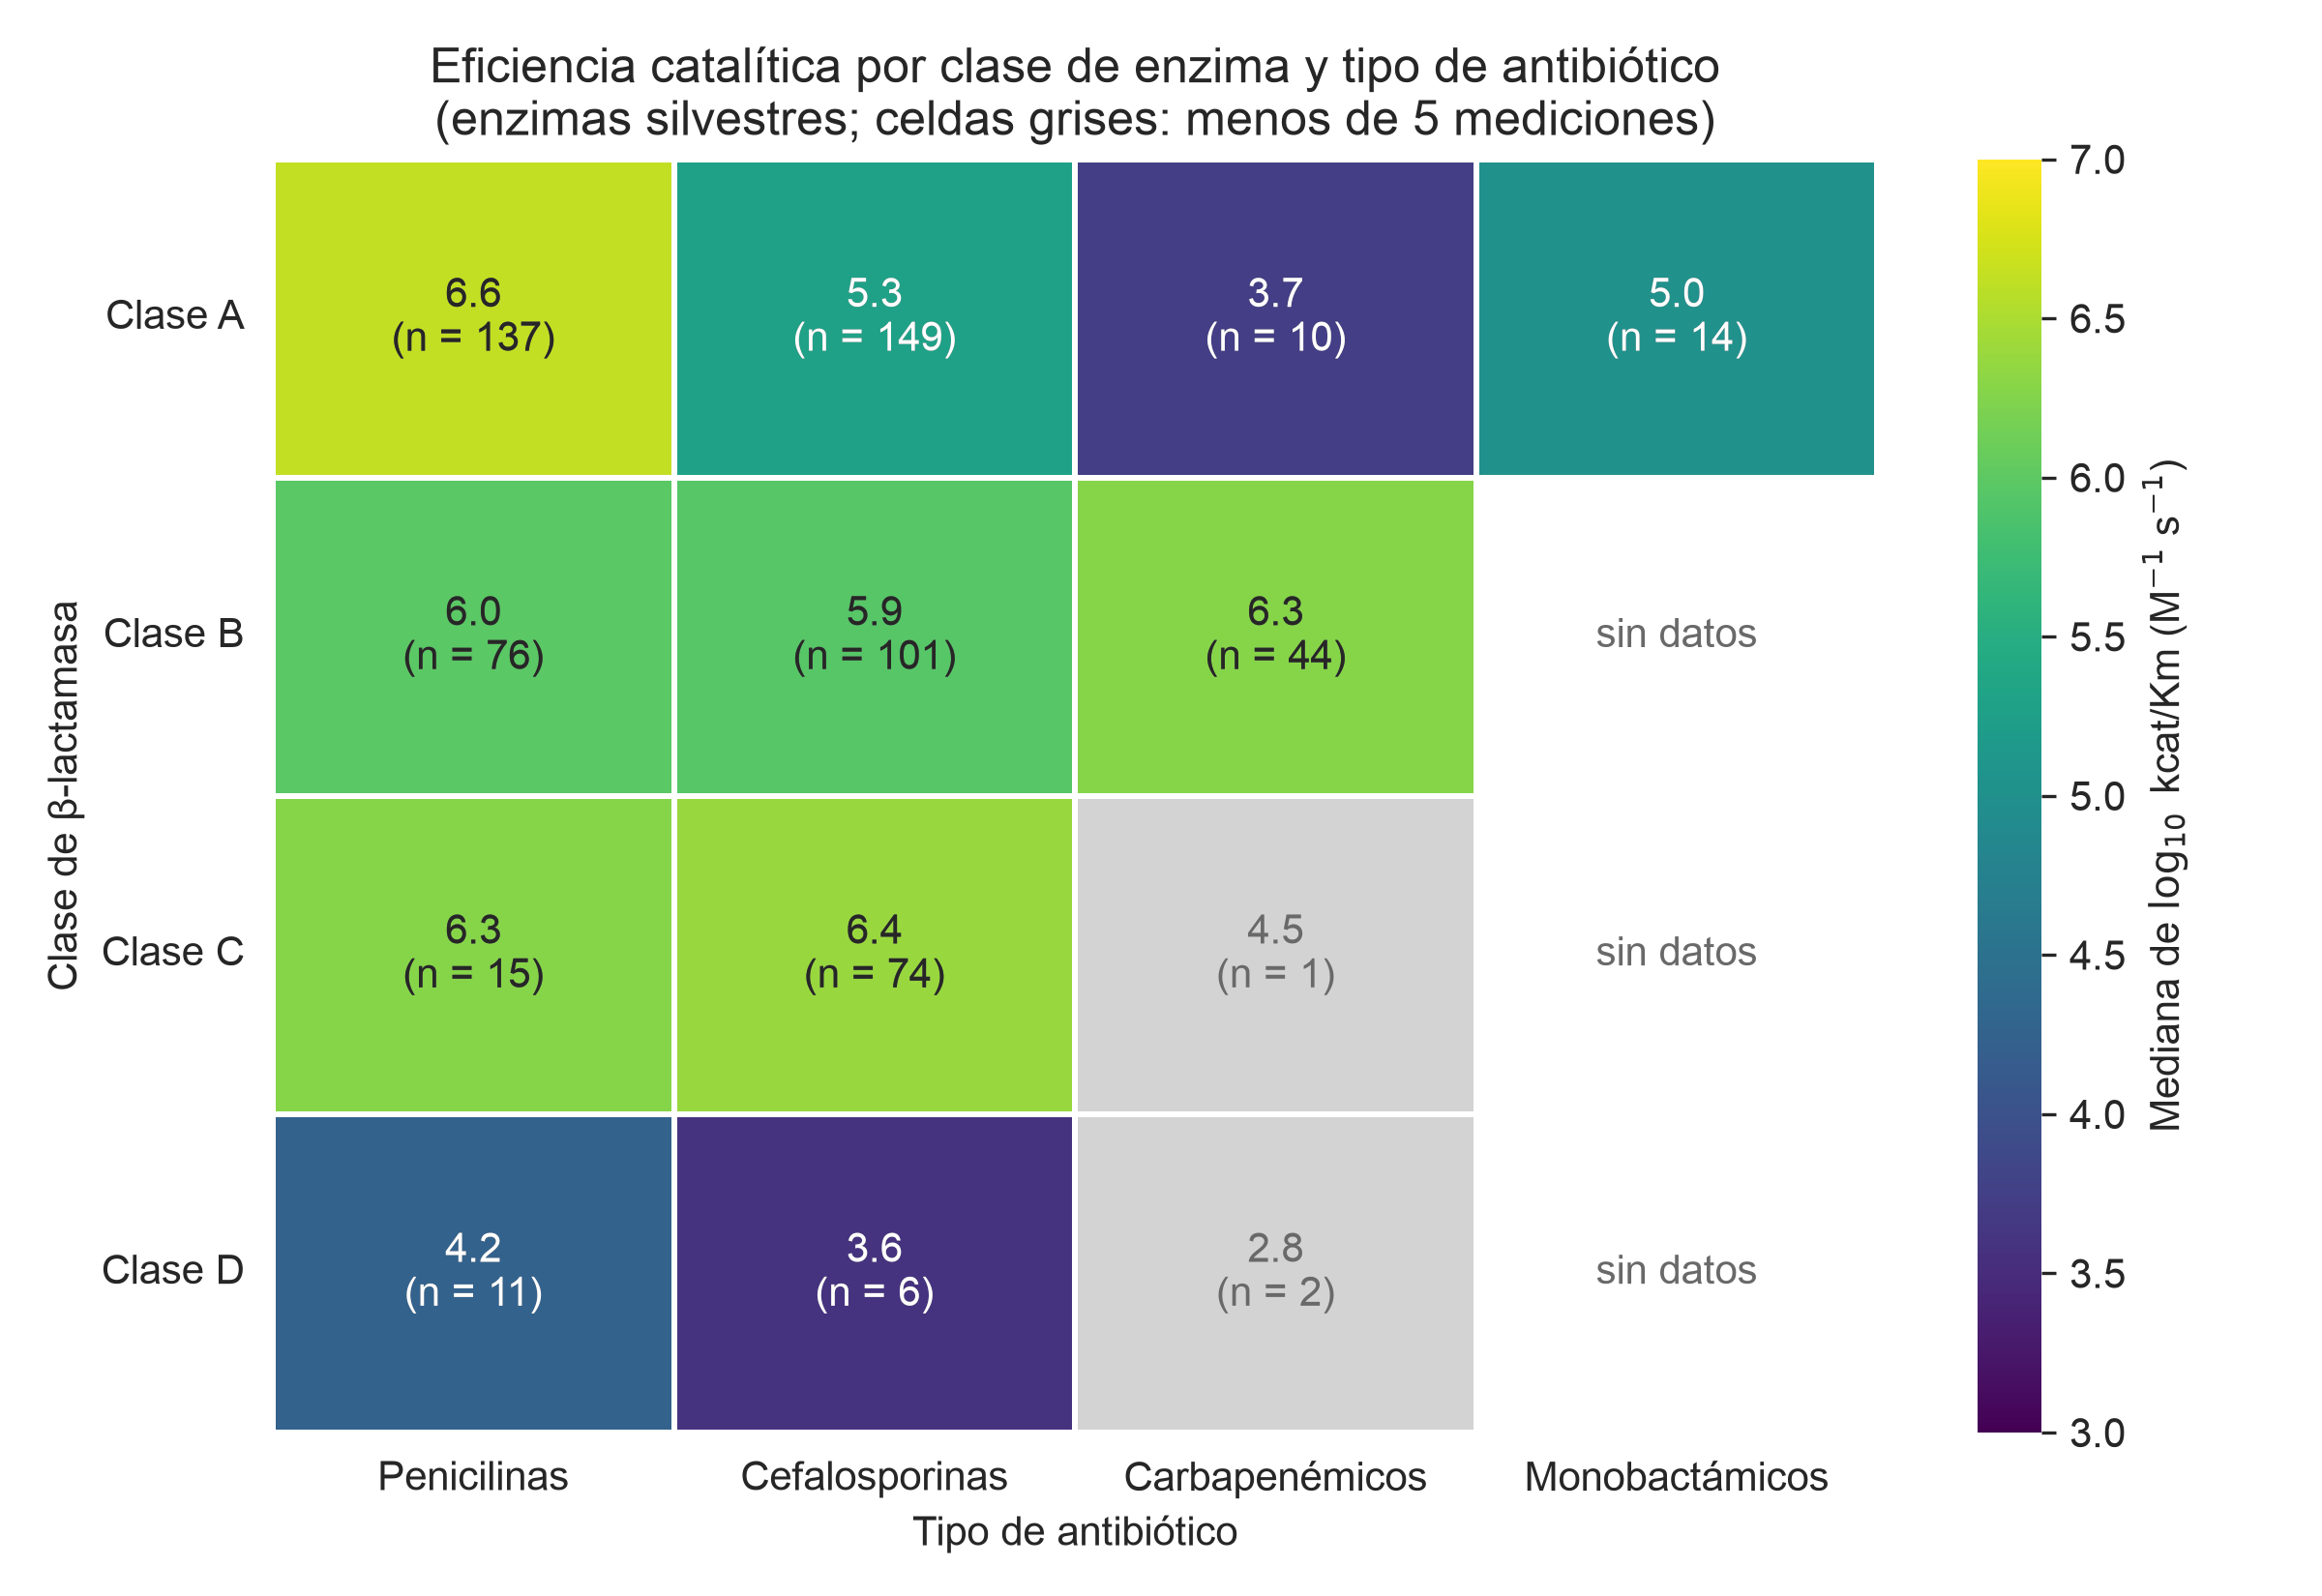 Eficiencia catalítica por clase de enzima y tipo de antibiótico
(enzimas silvestres; celdas grises: menos de 5 mediciones)
Clase de β-lactamasa
Clase A
6.6
(n = 137)
5.3
(n = 149)
3.7
(n = 10)
5.0
(n = 14)
Clase B
6.0
(n = 76)
5.9
(n = 101)
6.3
(n = 44)
sin datos
Clase C
6.3
(n = 15)
6.4
(n = 74)
4.5
(n = 1)
sin datos
Clase D
4.2
(n = 11)
3.6
(n = 6)
2.8
(n = 2)
sin datos
Penicilinas
Cefalosporinas
Carbapenémicos
Monobactámicos
Tipo de antibiótico
7.0
6.5
6.0
5.5
5.0
4.5
4.0
3.5
3.0
Mediana de log₁₀ kcat/Km (M⁻¹ s⁻¹)